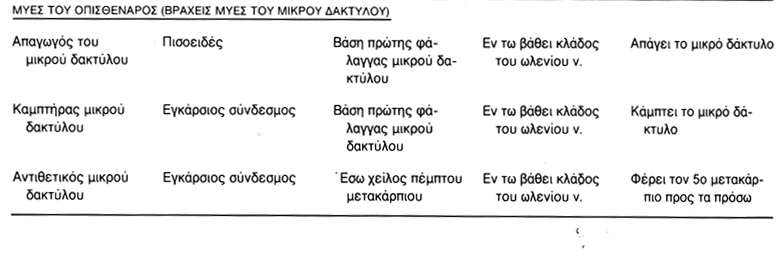 ΜΥΕΣ ΤΟΥ ΟΠΙΣΘΕΝΑΡΟΣ (ΒΡΑΧΕΙΣ ΜΥΕΣ ΤΟΥ ΜΙΚΡΟΥ ΔΑΚΤΥΛΟΥ)
Απαγωγός του Πισοειδές Βάση πρώτης φά- Εν τω βάθει κλάδος Απάγει το μικρό δάκτυλο
μικρού δακτύλου λαγγας μικρού δα- του ωλενίου ν.
κτύλου
Καμπτήρας μικρού Εγκάρσιος σύνδεσμος Βάση πρώτης φά- Εν τω βάθει κλάδος Κάμπτει το μικρό δά-
δακτύλου λαγγας μικρού του ωλενίου ν. κτυλο
δακτύλου
Αντιθετικός μικρού Εγκάρσιος σύνδεσμος Έσω χείλος πέμπτου Εν τω βάθει κλάδος Φέρει τον 5ο μετακάρ-
δακτύλου μετακάρπιου του ωλενίου ν. πιο προς τα πρόσω